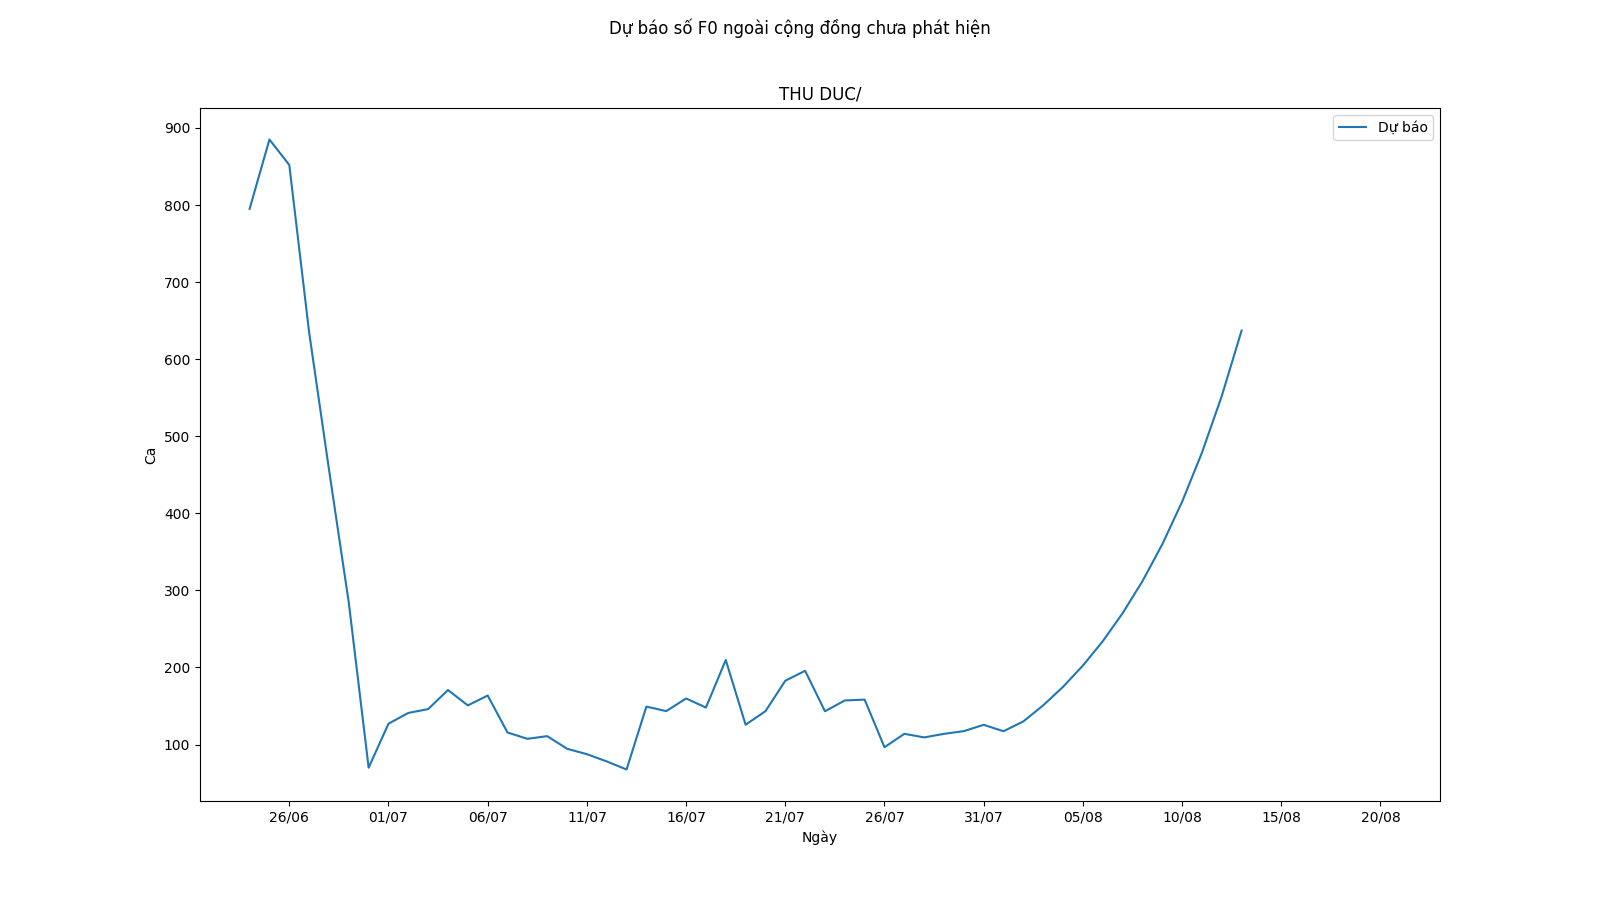 Dự báo số F0 ngoài cộng đồng chưa phát hiện
THU DUC/
Dự báo
900
800
700
600
500
400
300
200
100
Ca
26/06 01/07 06/07 11/07 16/07 21/07 26/07 31/07 05/08 10/08 15/08 20/08
Ngày